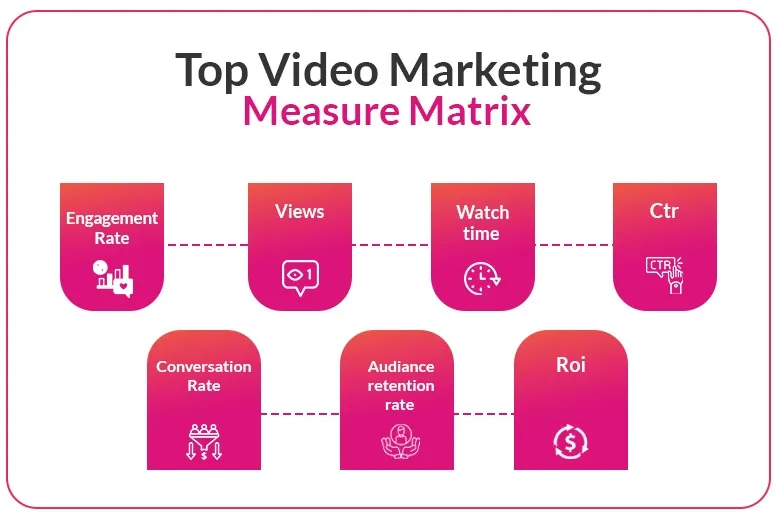 Top Video Marketing
Measure Matrix
Engagement
Rate
Views
1
Watch
time
Ctr
CTR
Conversation
Rate
$
Audiance
retention
rate
Roi
$